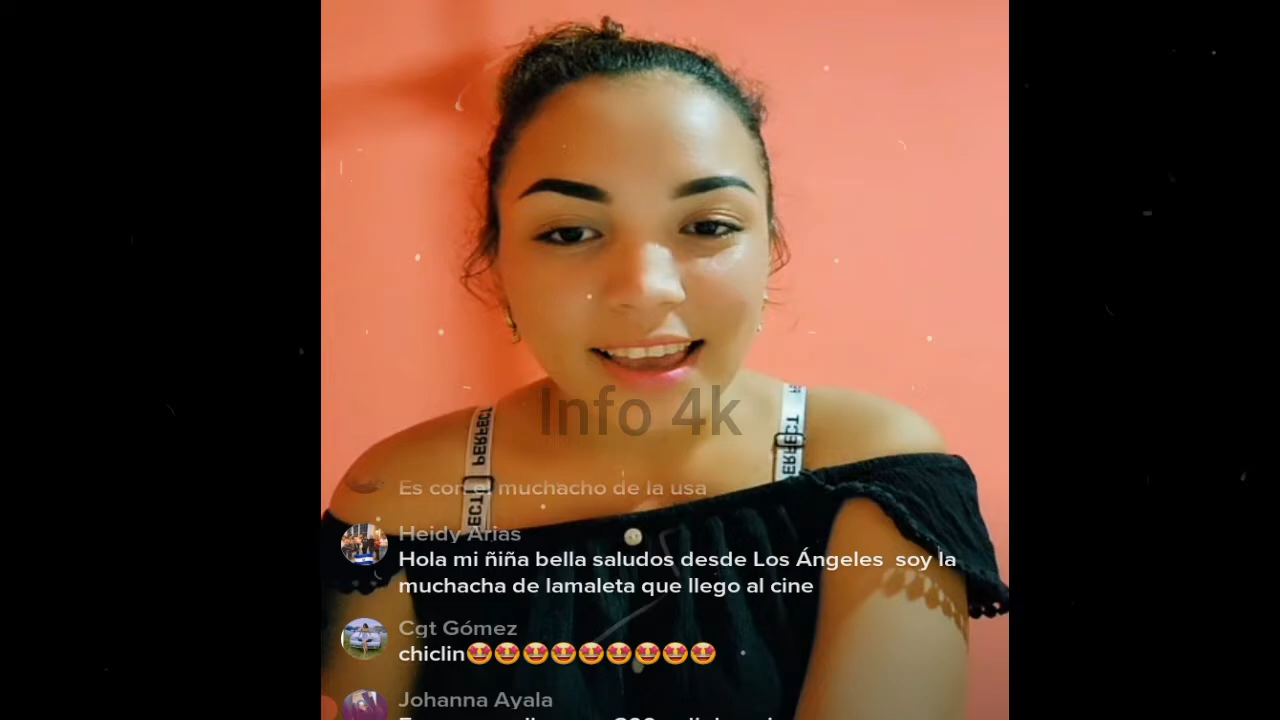 PERFECT
ECT
PERFECT
Info 4k
Es con el muchacho de la usa
Heidy Arias
Hola mi ñiña bella saludos desde Los Ángeles soy la
muchacha de lamaleta que llego al cine
Cgt Gómez
chiclin🤩🤩🤩🤩🤩🤩🤩🤩🤩
Johanna Ayala